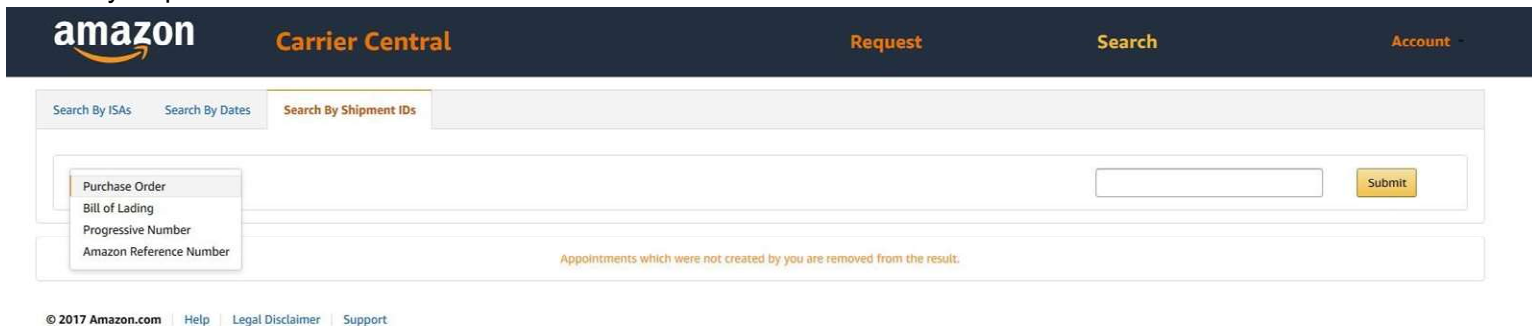 amazon Carrier Central Request Search Account
Search By ISAs Search By Dates Search By Shipment IDs
Purchase Order
Submit
Bill of Lading
Progressive Number
Amazon Reference Number
Appointments which were not created by you are removed from the result.
© 2017 Amazon.com Help Legal Disclaimer Support